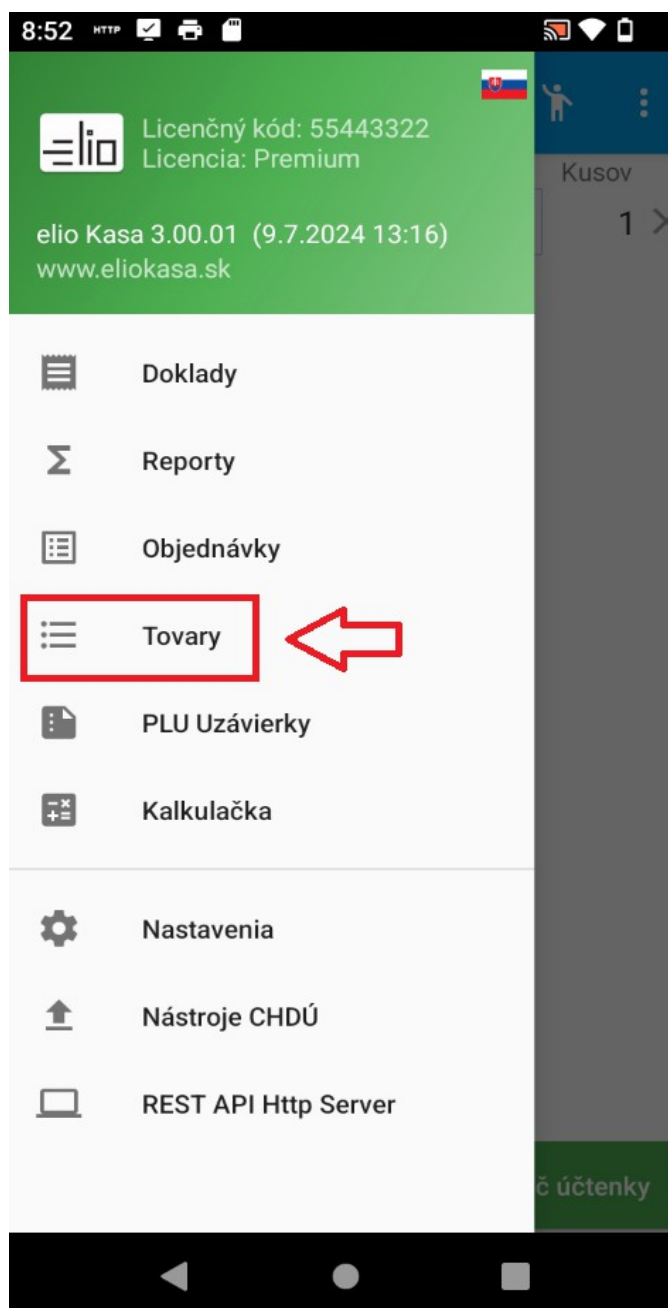 8:52 HTTP
elio
Licenčný kód: 55443322
Licencia: Premium
elio Kasa 3.00.01 (9.7.2024 13:16)
www.eliokasa.sk
Kusov
1
Doklady
Reporty
Objednávky
Tovary
PLU Uzávierky
Kalkulačka
Nastavenia
Nástroje CHDÚ
REST API Http Server
č účtenky